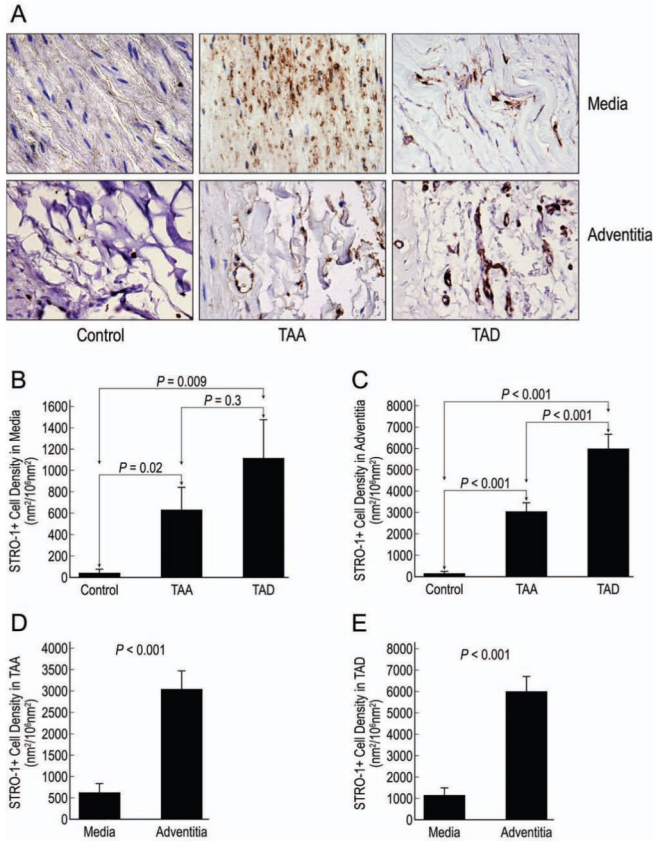 A
Media
Adventitia
Control TAA TAD
B
P = 0.009
P = 0.3
P = 0.02
STRO-1+ Cell Density in Media
(nm²/10⁶nm²)
1600
1400
1200
1000
800
600
400
200
0
Control TAA TAD
C
P < 0.001
P < 0.001
P < 0.001
STRO-1+ Cell Density in Adventitia
(nm²/10⁶nm²)
8000
7000
6000
5000
4000
3000
2000
1000
0
Control TAA TAD
D
P < 0.001
STRO-1+ Cell Density in TAA
(nm²/10⁶nm²)
4000
3500
3000
2500
2000
1500
1000
500
0
Media Adventitia
E
P < 0.001
STRO-1+ Cell Density in TAD
(nm²/10⁶nm²)
8000
7000
6000
5000
4000
3000
2000
1000
0
Media Adventitia